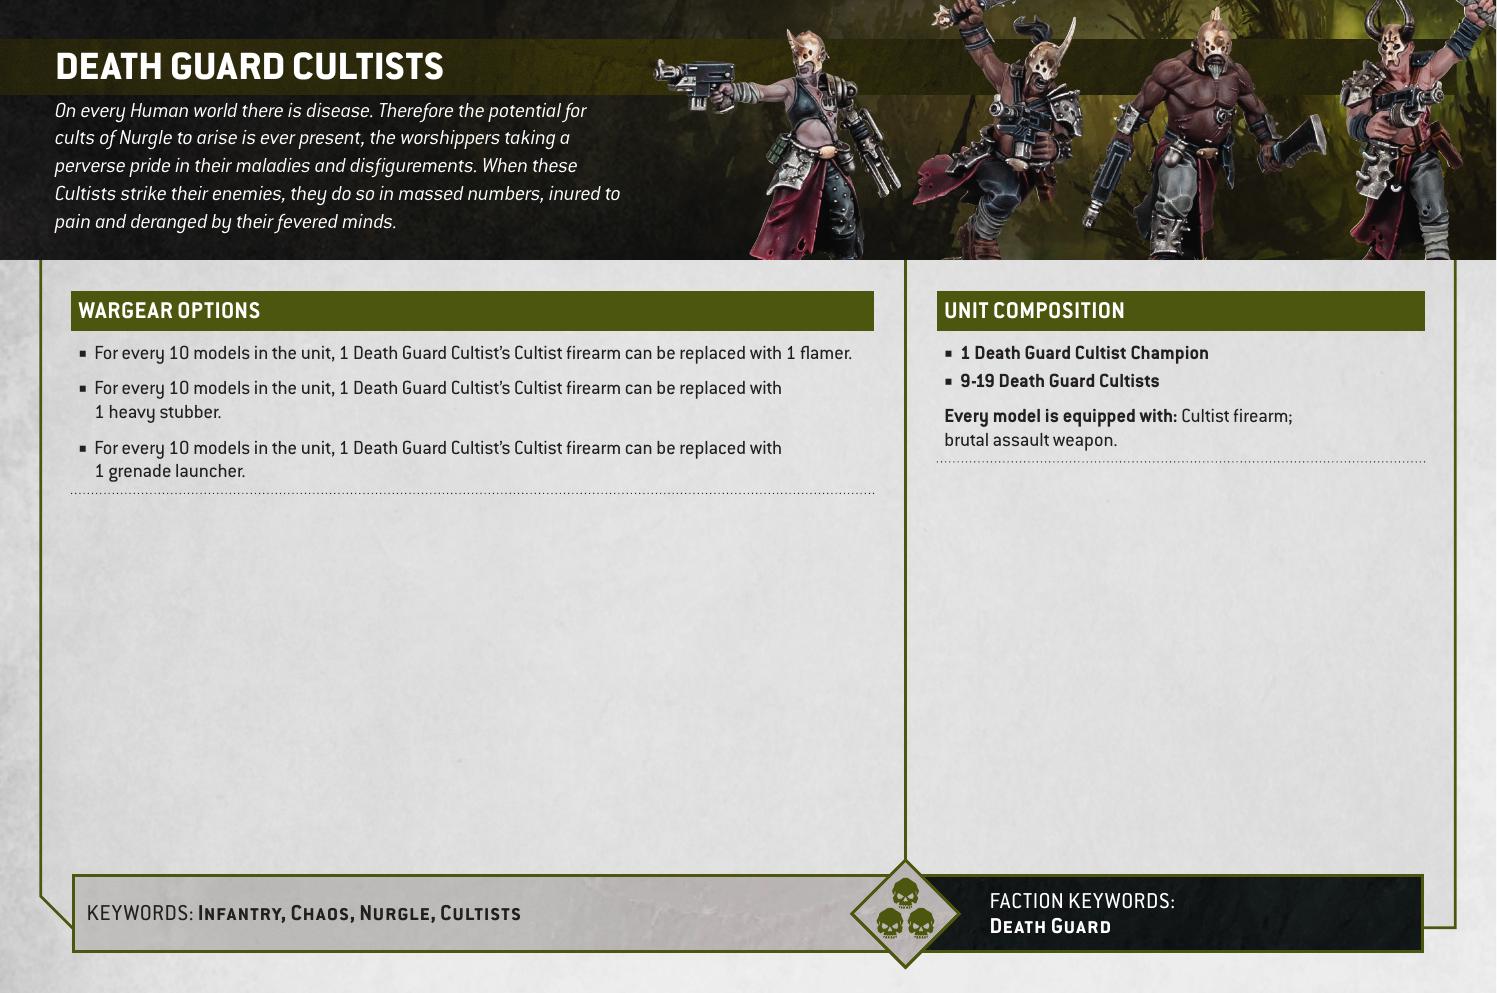 DEATH GUARD CULTISTS
On every Human world there is disease. Therefore the potential for
cults of Nurgle to arise is ever present, the worshippers taking a
perverse pride in their maladies and disfigurements. When these
Cultists strike their enemies, they do so in massed numbers, inured to
pain and deranged by their fevered minds.
WARGEAR OPTIONS
▪ For every 10 models in the unit, 1 Death Guard Cultist’s Cultist firearm can be replaced with 1 flamer.
▪ For every 10 models in the unit, 1 Death Guard Cultist’s Cultist firearm can be replaced with
1 heavy stubber.
▪ For every 10 models in the unit, 1 Death Guard Cultist’s Cultist firearm can be replaced with
1 grenade launcher.
UNIT COMPOSITION
▪ 1 Death Guard Cultist Champion
▪ 9-19 Death Guard Cultists
Every model is equipped with: Cultist firearm;
brutal assault weapon.
KEYWORDS: INFANTRY, CHAOS, NURGLE, CULTISTS
FACTION KEYWORDS:
DEATH GUARD